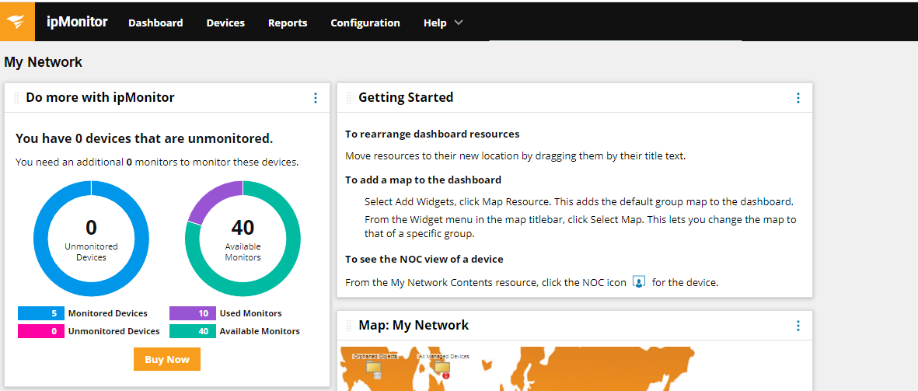 ipMonitor Dashboard Devices Reports Configuration Help
My Network
Do more with ipMonitor
You have 0 devices that are unmonitored.
You need an additional 0 monitors to monitor these devices.
0
Unmonitored
Devices
40
Available
Monitors
5 Monitored Devices
10 Used Monitors
0 Unmonitored Devices
40 Available Monitors
Buy Now
Getting Started
To rearrange dashboard resources
Move resources to their new location by dragging them by their title text.
To add a map to the dashboard
Select Add Widgets, click Map Resource. This adds the default group map to the dashboard.
From the Widget menu in the map titlebar, click Select Map. This lets you change the map to
that of a specific group.
To see the NOC view of a device
From the My Network Contents resource, click the NOC icon for the device.
Map: My Network
Orphaned Objects
All Managed Devices